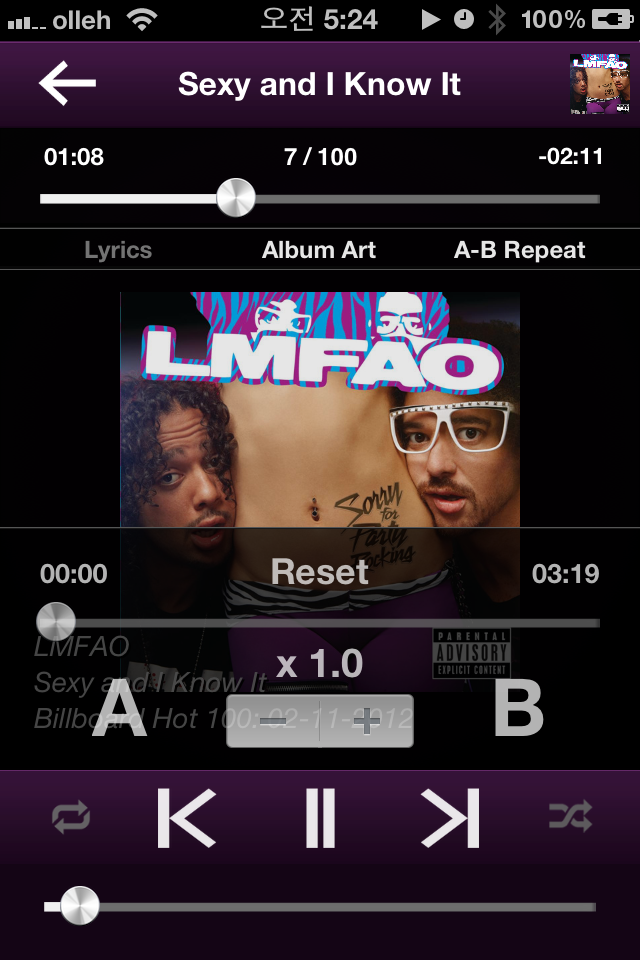 olleh 오전 5:24 100%
Sexy and I Know It
LMFAO
01:08 7 / 100 -02:11
Lyrics Album Art A-B Repeat
LMFAO
Sorry
for
Party
Rocking
00:00 Reset 03:19
PARENTAL
ADVISORY
EXPLICIT CONTENT
LMFAO
x 1.0
Sexy and I Know It
A B
Billboard Hot 100: 02-11-2012